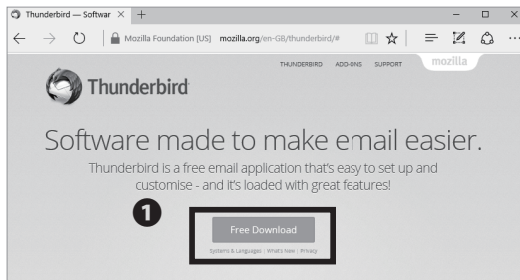 Thunderbird — Softwar
Mozilla Foundation [US] mozilla.org/en-GB/thunderbird/#
THUNDERBIRD ADD-ONS SUPPORT mozilla
Thunderbird
Software made to make email easier.
Thunderbird is a free email application that's easy to set up and
customise - and it's loaded with great features!
1
Free Download
Systems & Languages | What's New | Privacy